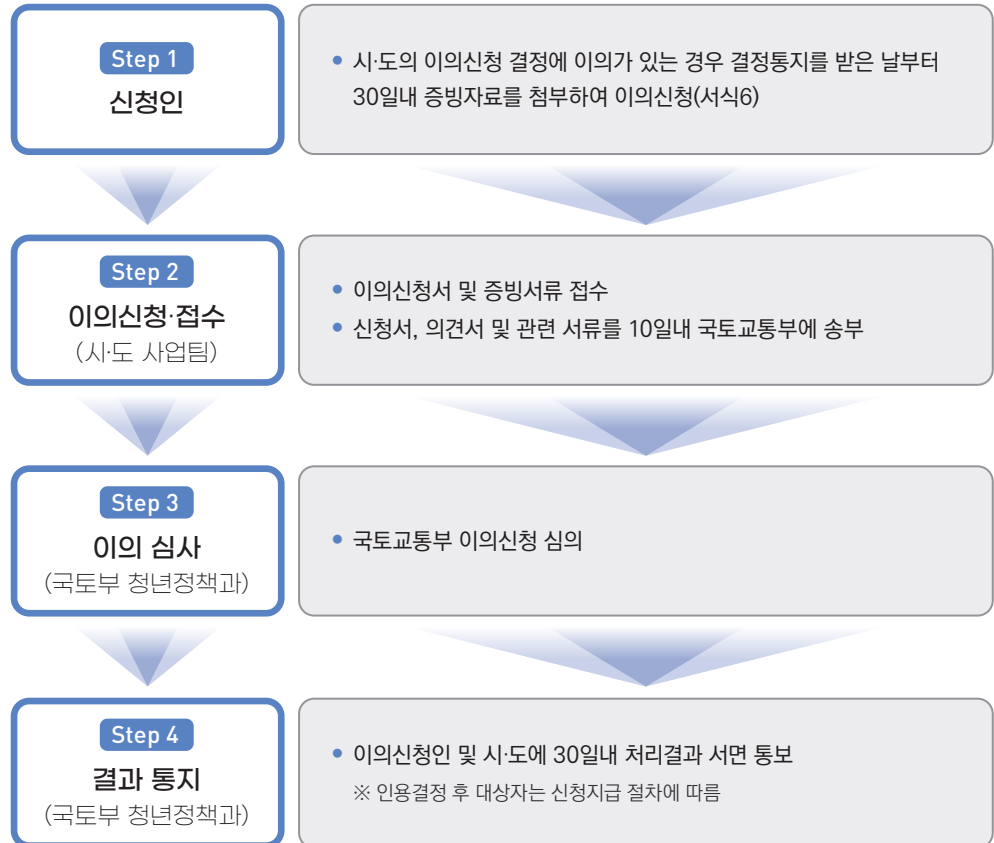 Step 1
신청인
• 시·도의 이의신청 결정에 이의가 있는 경우 결정통지를 받은 날부터
30일내 증빙자료를 첨부하여 이의신청(서식6)
Step 2
이의신청·접수
(시·도 사업팀)
• 이의신청서 및 증빙서류 접수
• 신청서, 의견서 및 관련 서류를 10일내 국토교통부에 송부
Step 3
이의 심사
(국토부 청년정책과)
• 국토교통부 이의신청 심의
Step 4
결과 통지
(국토부 청년정책과)
• 이의신청인 및 시·도에 30일내 처리결과 서면 통보
※ 인용결정 후 대상자는 신청지급 절차에 따름